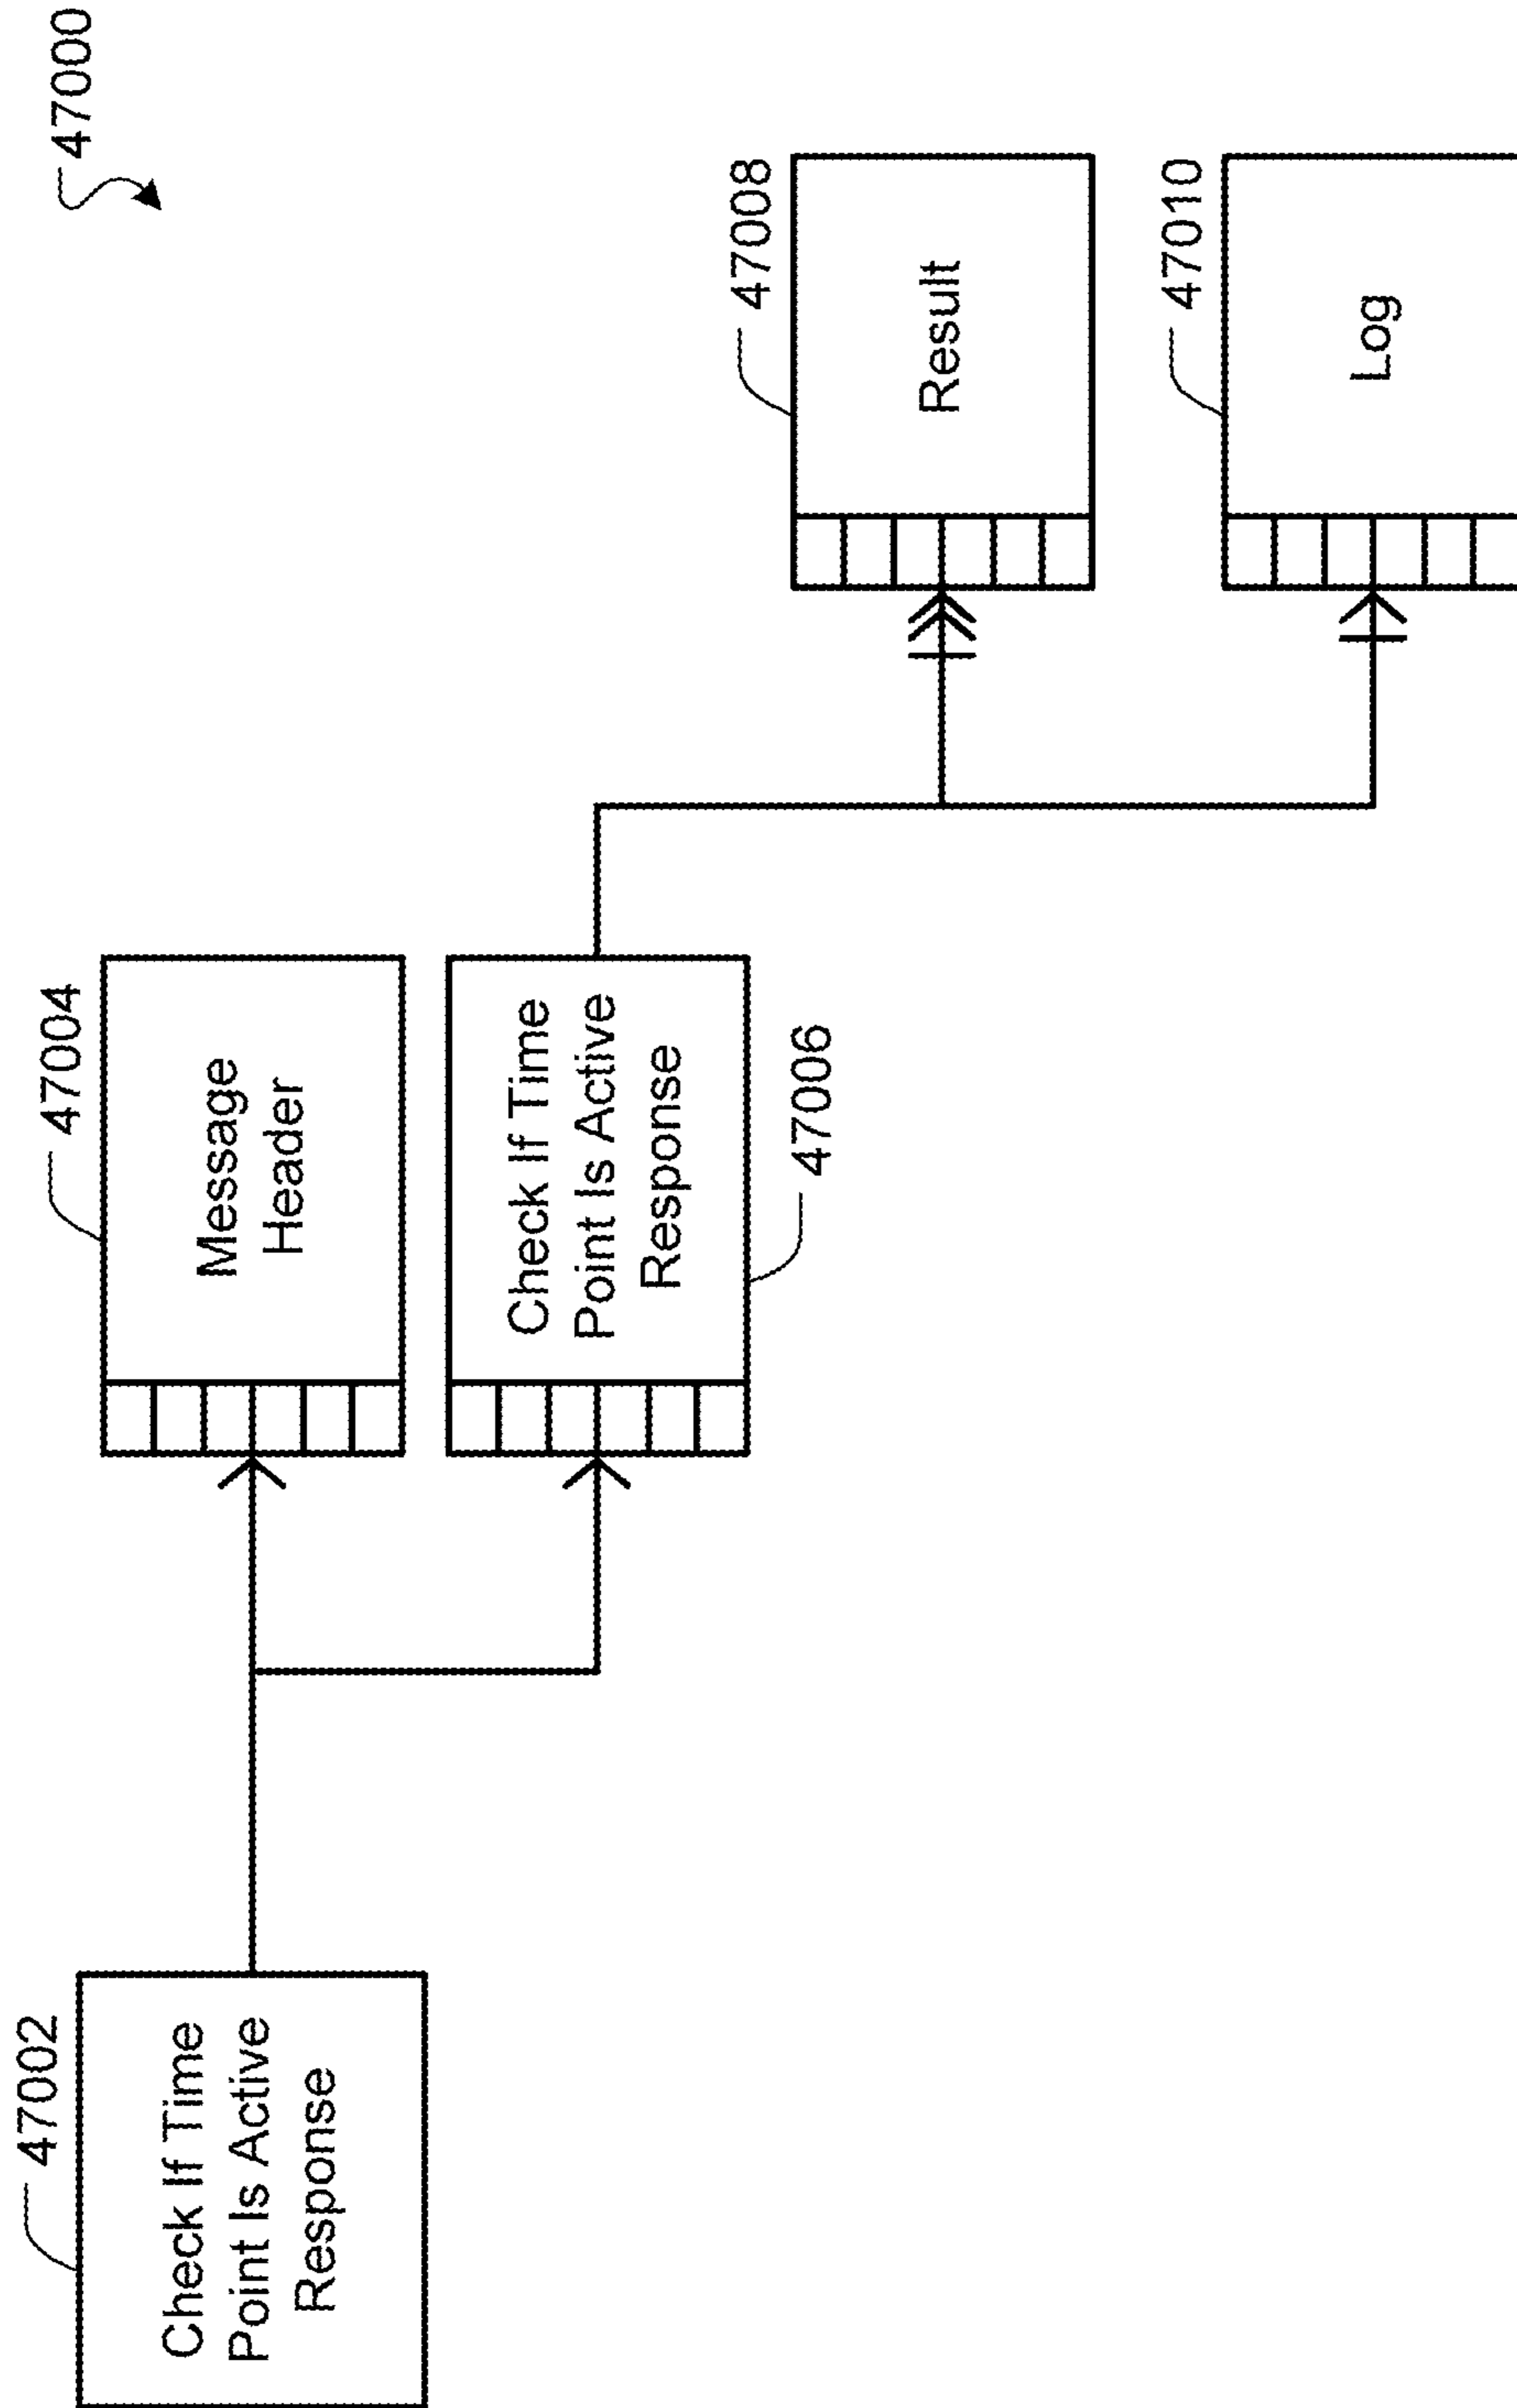 47000
47002
Check If Time
Point Is Active
Response
47004
Message
Header
Check If Time
Point Is Active
Response
47006
47008
Result
47010
Log